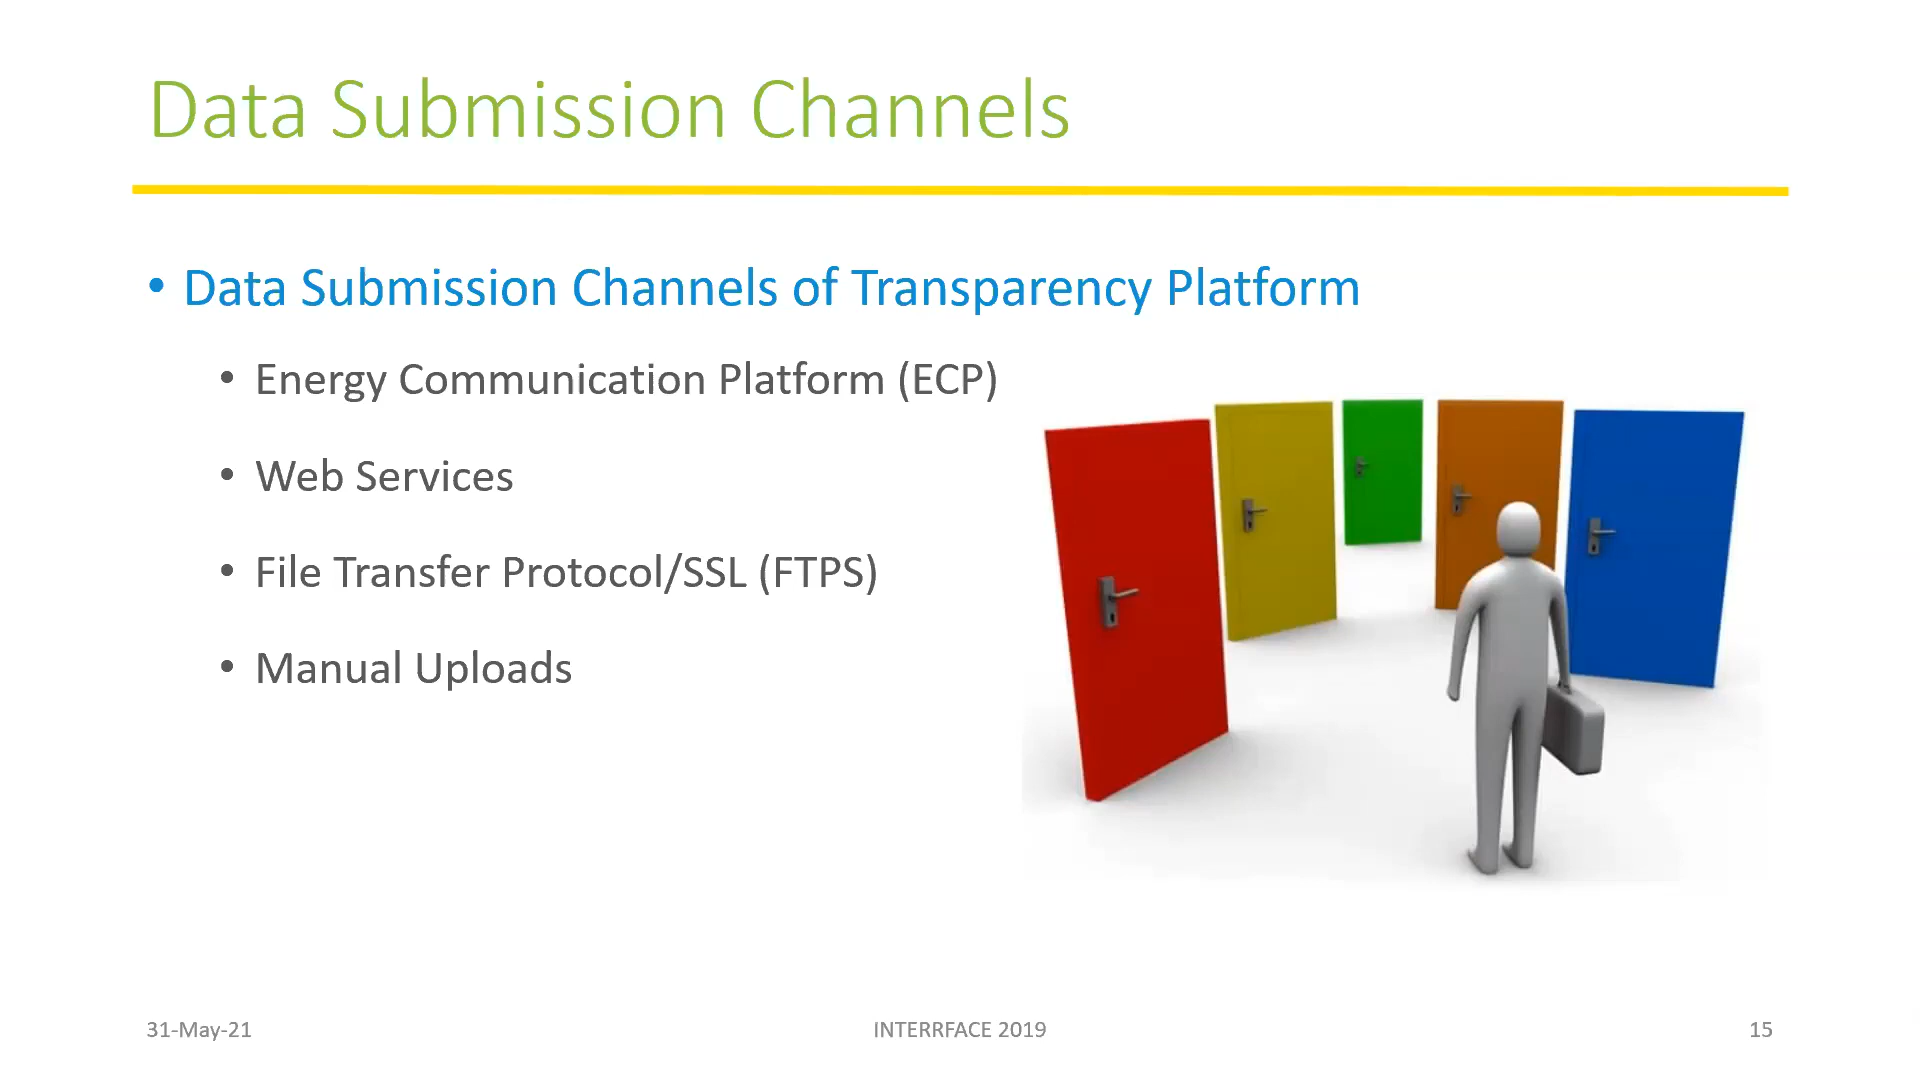 Data Submission Channels
• Data Submission Channels of Transparency Platform
• Energy Communication Platform (ECP)
• Web Services
• File Transfer Protocol/SSL (FTPS)
• Manual Uploads
31-May-21
INTERRFACE 2019
15